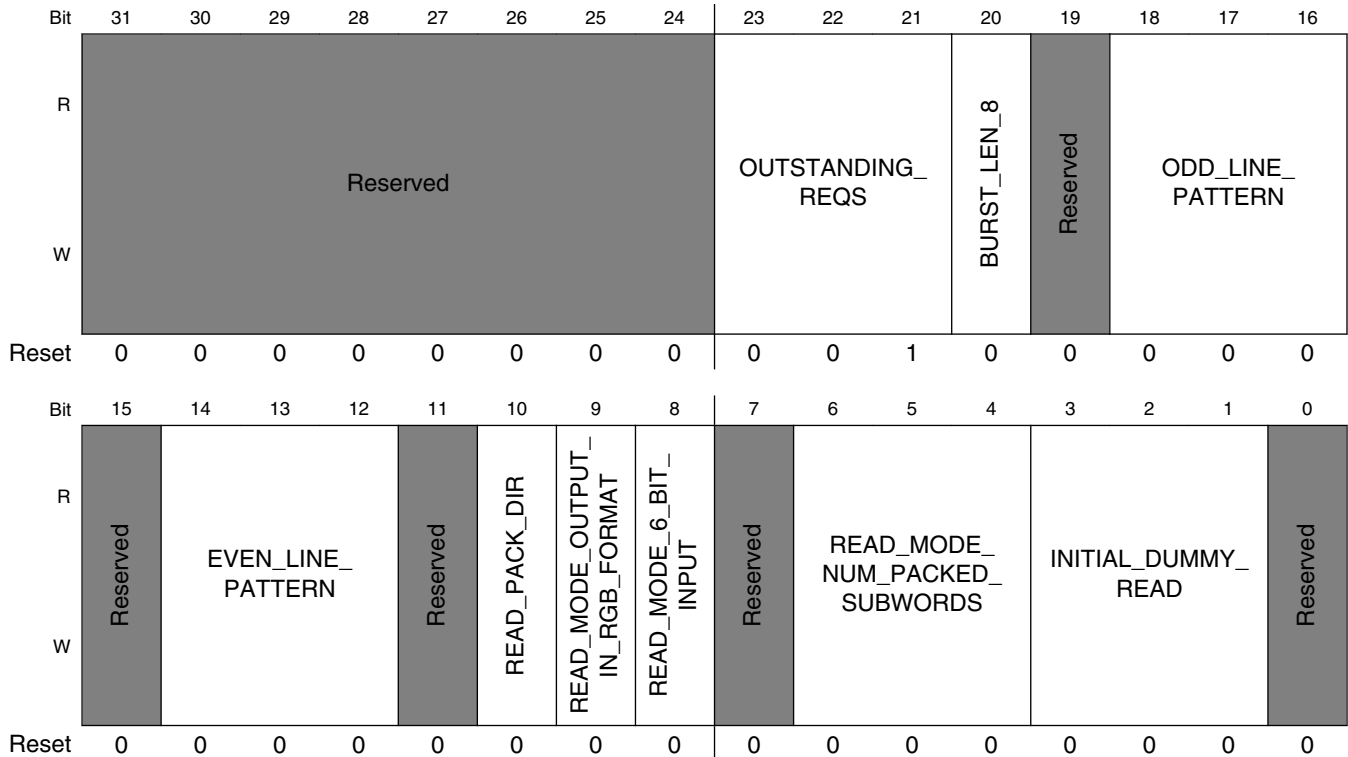 Bit 31 30 29 28 27 26 25 24 23 22 21 20 19 18 17 16
R
W
Reserved
OUTSTANDING_
REQS
BURST_LEN_8
Reserved
ODD_LINE_
PATTERN
Reset 0 0 0 0 0 0 0 0 0 0 1 0 0 0 0 0
Bit 15 14 13 12 11 10 9 8 7 6 5 4 3 2 1 0
R
W
Reserved
EVEN_LINE_
PATTERN
Reserved
READ_PACK_DIR
READ_MODE_OUTPUT_
IN_RGB_FORMAT
READ_MODE_6_BIT_
INPUT
Reserved
READ_MODE_
NUM_PACKED_
SUBWORDS
INITIAL_DUMMY_
READ
Reserved
Reset 0 0 0 0 0 0 0 0 0 0 0 0 0 0 0 0